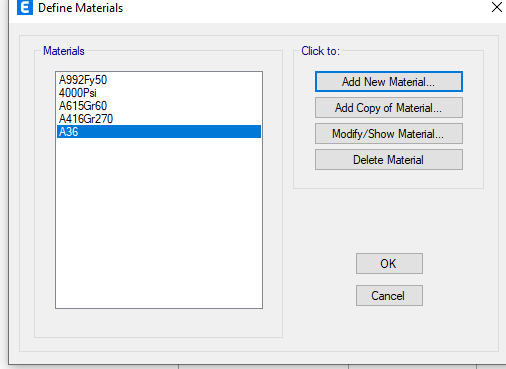 E Define Materials
Materials
A992Fy50
4000Psi
A615Gr60
A416Gr270
A36
Click to:
Add New Material...
Add Copy of Material...
Modify/Show Material...
Delete Material
OK
Cancel